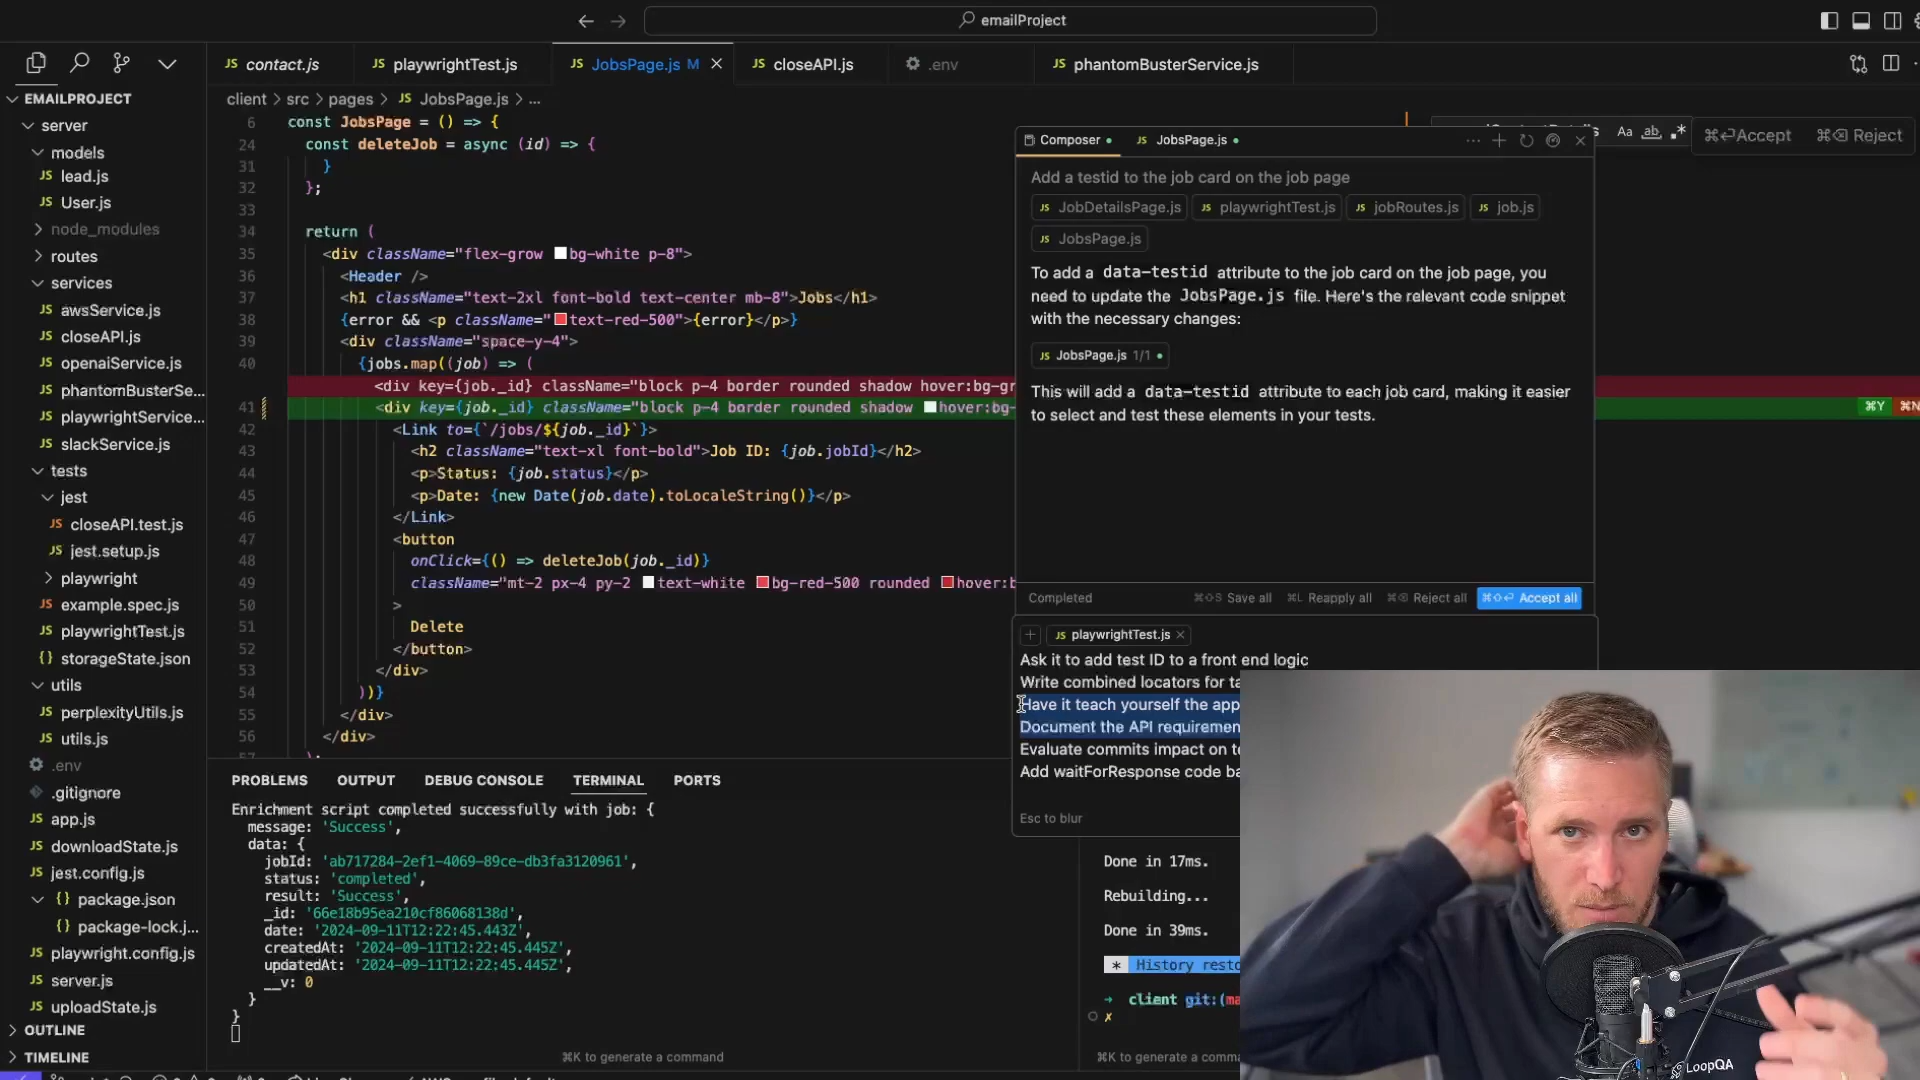 emailProject
contact.js
playwrightTest.js
JobsPage.js M
closeAPI.js
.env
phantomBusterService.js
EMAILPROJECT
server
models
lead.js
User.js
node_modules
routes
services
awsService.js
closeAPI.js
openaiService.js
phantomBusterSe...
playwrightService...
slackService.js
tests
jest
closeAPI.test.js
jest.setup.js
playwright
example.spec.js
playwrightTest.js
storageState.json
utils
perplexityUtils.js
utils.js
.env
.gitignore
app.js
downloadState.js
jest.config.js
package.json
package-lock.j...
playwright.config.js
server.js
uploadState.js
OUTLINE
TIMELINE
client > src > pages > JS JobsPage.js > ...
6 const JobsPage = () => {
24 const deleteJob = async (id) => {
31 }
32 };
33
34 return (
35 <div className="flex-grow bg-white p-8">
36 <Header />
37 <h1 className="text-2xl font-bold text-center mb-8">Jobs</h1>
38 {error && <p className="text-red-500">{error}</p>}
39 <div className="space-y-4">
40 {jobs.map((job) => (
<div key={job._id} className="block p-4 border rounded shadow hover:bg-gr
41 <div key={job._id} className="block p-4 border rounded shadow hover:bg-
42 <Link to={`/jobs/${job._id}`}>
43 <h2 className="text-xl font-bold">Job ID: {job.jobId}</h2>
44 <p>Status: {job.status}</p>
45 <p>Date: {new Date(job.date).toLocaleString()}</p>
46 </Link>
47 <button
48 onClick={() => deleteJob(job._id)}
49 className="mt-2 px-4 py-2 text-white bg-red-500 rounded hover:b
50 >
51 Delete
52 </button>
53 </div>
54 ))}
55 </div>
56 </div>
57 );
Aa ab. .*
⌘⏎Accept ⌘⌫ Reject
⌘Y ⌘N
Composer
JS JobsPage.js
Add a testid to the job card on the job page
JS JobDetailsPage.js JS playwrightTest.js JS jobRoutes.js JS job.js
JS JobsPage.js
To add a data-testid attribute to the job card on the job page, you
need to update the JobsPage.js file. Here's the relevant code snippet
with the necessary changes:
JS JobsPage.js 1/1
This will add a data-testid attribute to each job card, making it easier
to select and test these elements in your tests.
Completed
⌘⇧S Save all ⌘L Reapply all ⌘⌫ Reject all ⌘⇧⏎ Accept all
JS playwrightTest.js
Ask it to add test ID to a front end logic
Write combined locators for ta
Have it teach yourself the app
Document the API requiremen
Evaluate commits impact on te
Add waitForResponse code ba
Esc to blur
PROBLEMS OUTPUT DEBUG CONSOLE TERMINAL PORTS
Enrichment script completed successfully with job: {
message: 'Success',
data: {
jobId: 'ab717284-2ef1-4069-89ce-db3fa3120961',
status: 'completed',
result: 'Success',
_id: '66e18b95ea210cf86068138d',
date: '2024-09-11T12:22:45.443Z',
createdAt: '2024-09-11T12:22:45.445Z',
updatedAt: '2024-09-11T12:22:45.445Z',
__v: 0
}
}
⌘K to generate a command
Done in 17ms.
Rebuilding...
Done in 39ms.
* History resto
→ client git:(ma
✗
⌘K to generate a comma
LoopQA